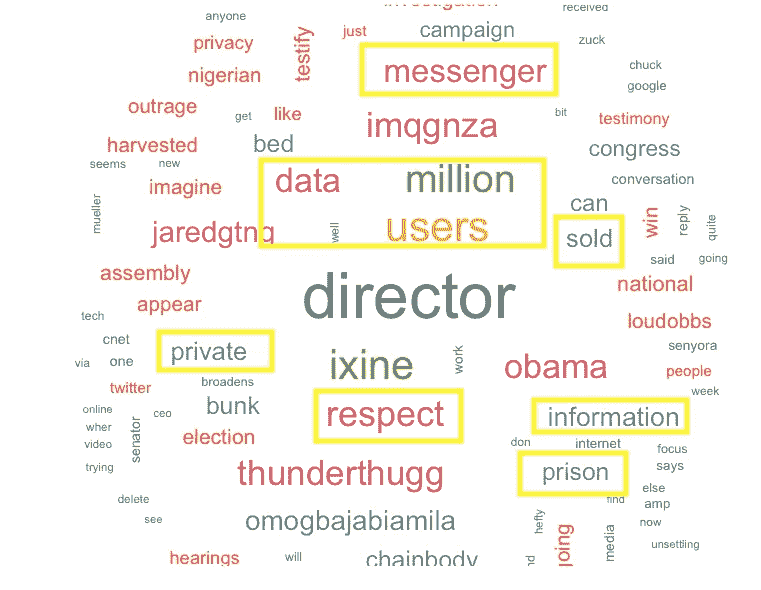 received
anyone
just
campaign
zuck
privacy
testify
messenger
chuck
nigerian
google
outrage
get
like
imqgnza
bit
testimony
harvested
bed
congress
seems
new
imagine
data
million
conversation
mueller
can
win
reply
quite
jaredgtng
well
users
sold
said
going
assembly
director
national
appear
tech
loudobbs
cnet
private
ixine
work
senyora
via
one
obama
people
twitter
broadens
week
online
ceo
bunk
respect
information
wher
senator
election
don
internet
focus
video
says
trying
thunderthugg
prison
else
delete
find
amp
see
omogbajabiamila
hefty
now
media
unsettling
hearings
will
chainbody